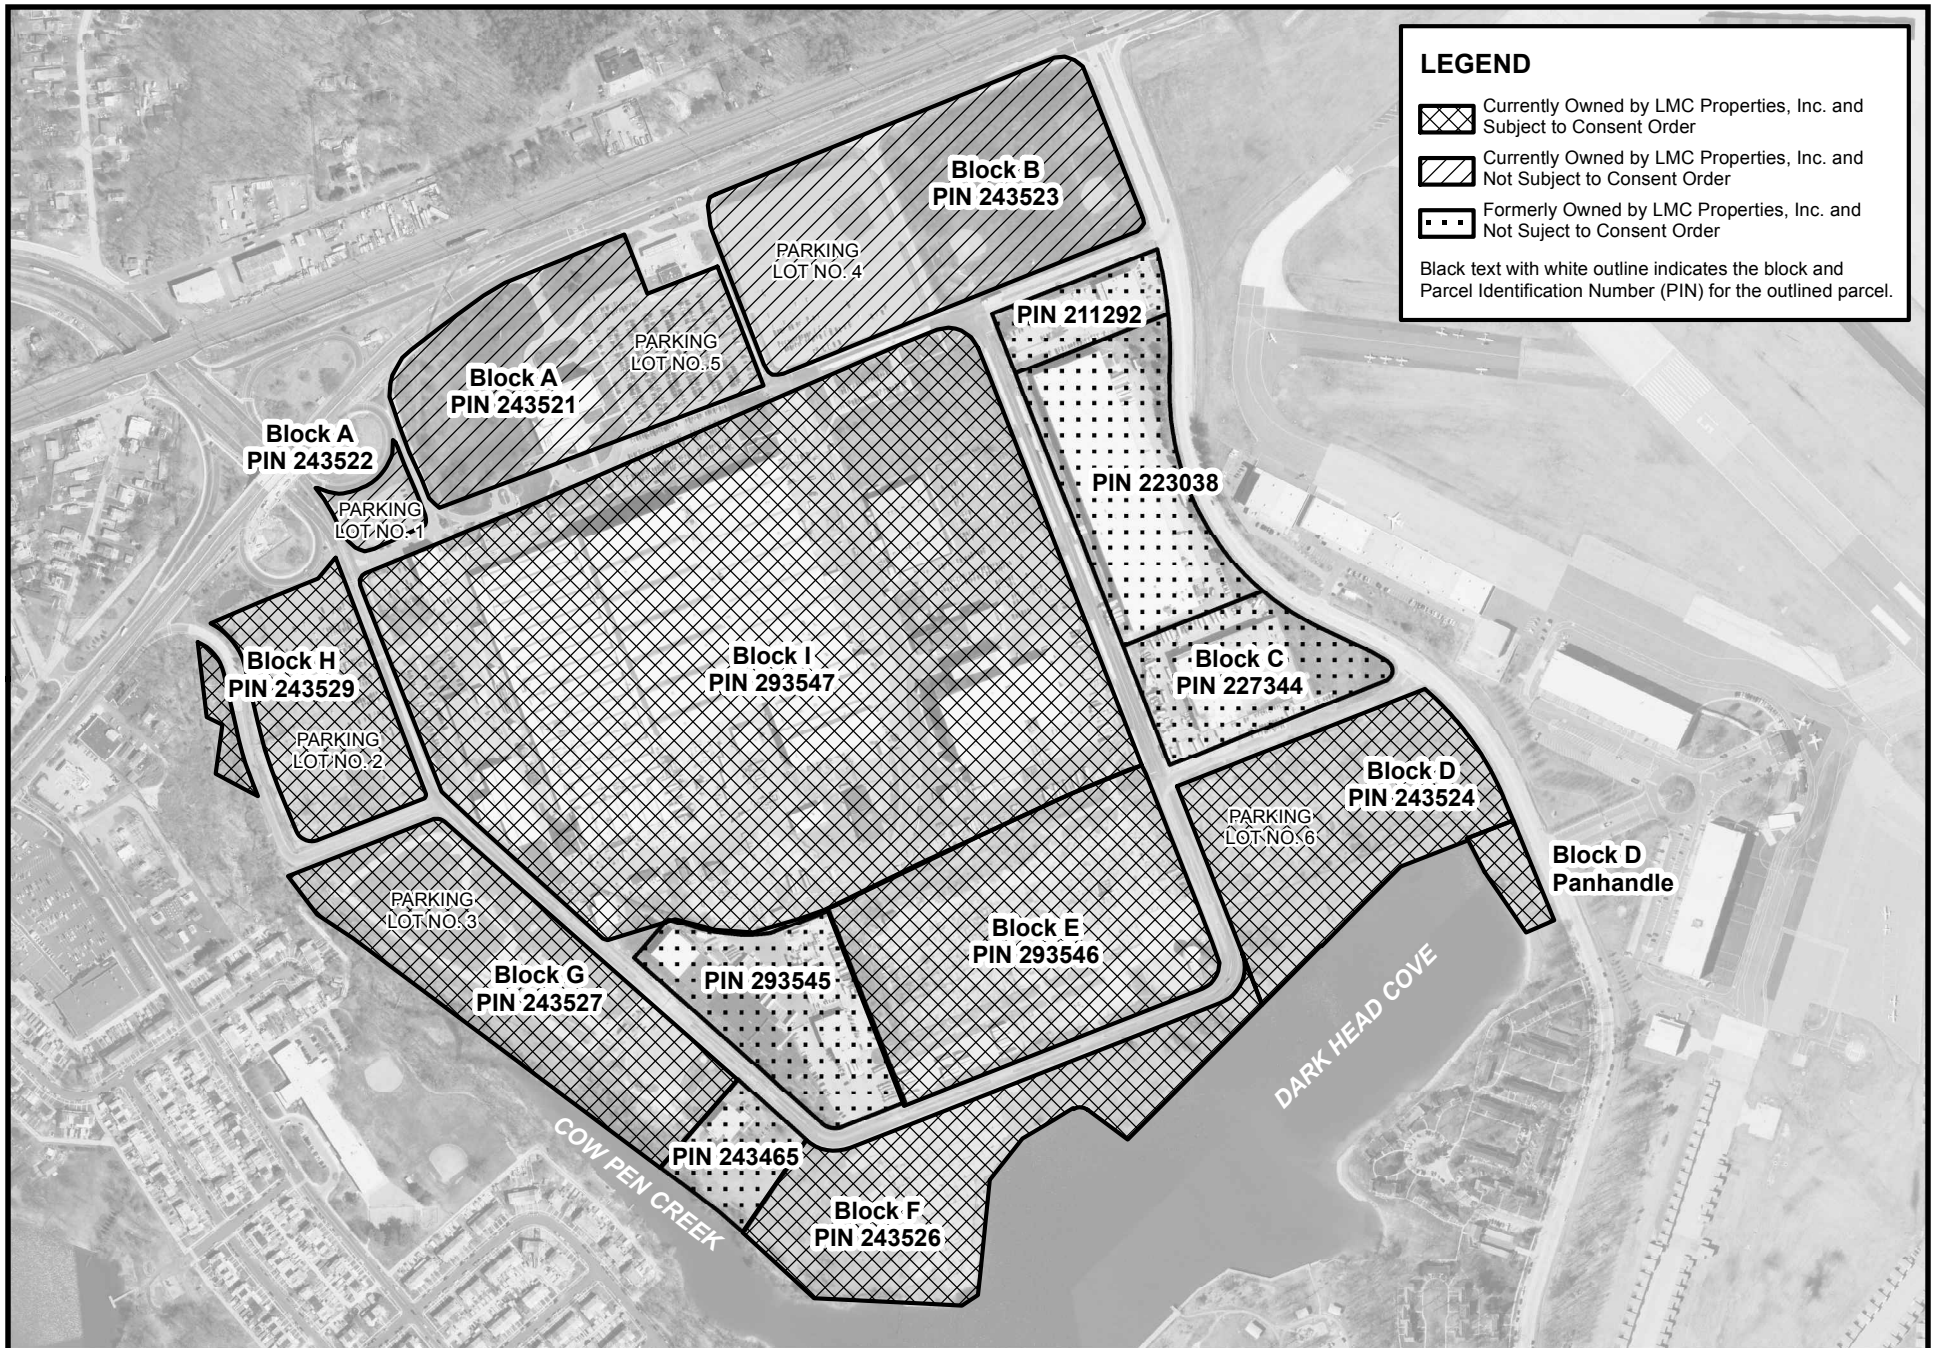 LEGEND
Currently Owned by LMC Properties, Inc. and
Subject to Consent Order
Currently Owned by LMC Properties, Inc. and
Not Subject to Consent Order
Formerly Owned by LMC Properties, Inc. and
Not Suject to Consent Order
Black text with white outline indicates the block and
Parcel Identification Number (PIN) for the outlined parcel.
Block B
PIN 243523
PARKING
LOT NO. 4
PIN 211292
PARKING
LOT NO. 5
Block A
PIN 243521
Block A
PIN 243522
PARKING
LOT NO. 1
PIN 223038
Block H
PIN 243529
PARKING
LOT NO. 2
Block I
PIN 293547
Block C
PIN 227344
Block D
PIN 243524
PARKING
LOT NO. 6
Block D
Panhandle
PARKING
LOT NO. 3
Block G
PIN 243527
PIN 293545
Block E
PIN 293546
DARK HEAD COVE
COW PEN CREEK
PIN 243465
Block F
PIN 243526